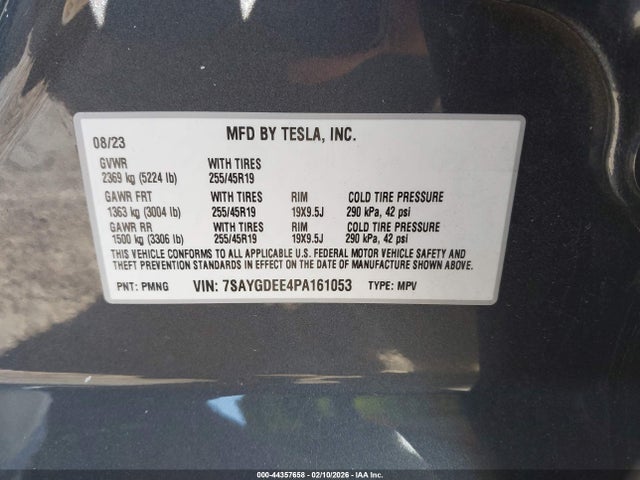 08/23 MFD BY TESLA, INC.
GVWR WITH TIRES
2369 kg (5224 lb) 255/45R19
GAWR FRT WITH TIRES RIM COLD TIRE PRESSURE
1363 kg (3004 lb) 255/45R19 19X9.5J 290 kPa, 42 psi
GAWR RR WITH TIRES RIM COLD TIRE PRESSURE
1500 kg (3306 lb) 255/45R19 19X9.5J 290 kPa, 42 psi
THIS VEHICLE CONFORMS TO ALL APPLICABLE U.S. FEDERAL MOTOR VEHICLE SAFETY AND
THEFT PREVENTION STANDARDS IN EFFECT ON THE DATE OF MANUFACTURE SHOWN ABOVE.
PNT: PMNG VIN: 7SAYGDEE4PA161053 TYPE: MPV
000-44357658 - 02/10/2026 - IAA Inc.